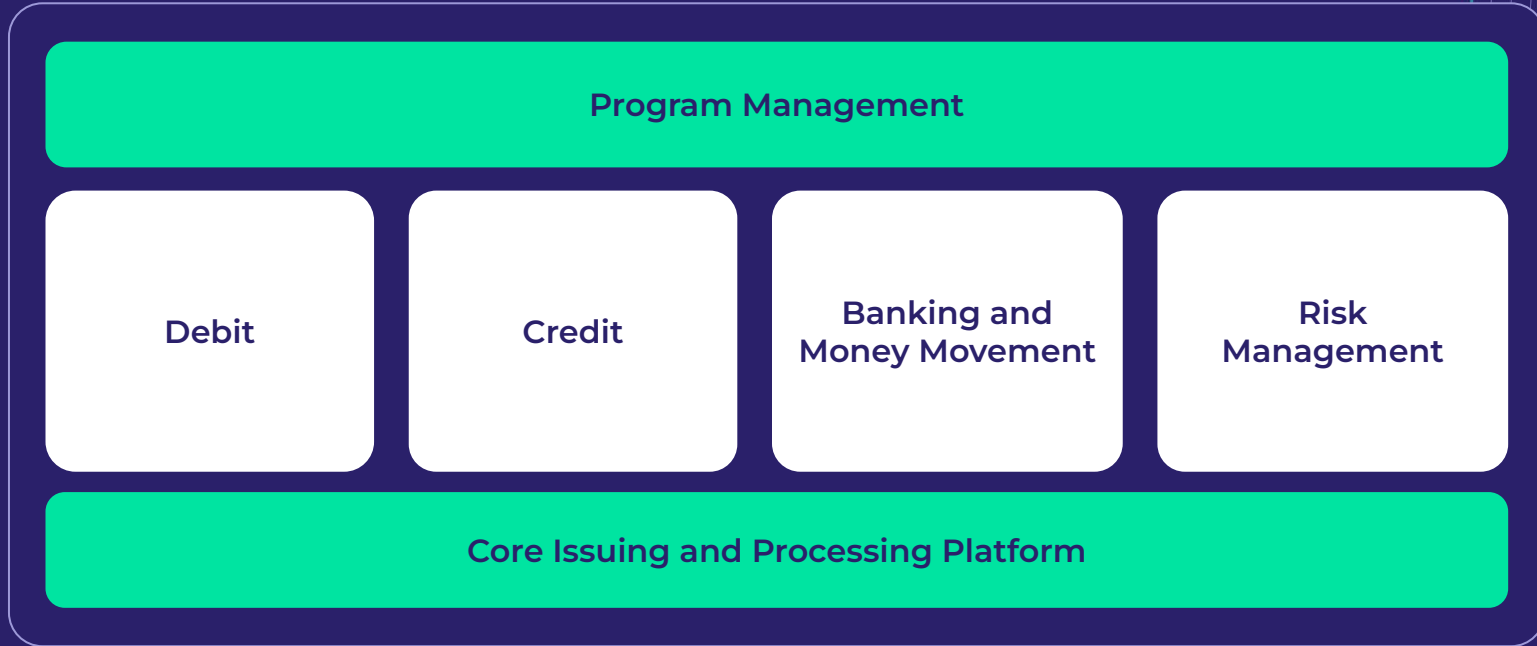 Program Management
Debit
Credit
Banking and
Money Movement
Risk
Management
Core Issuing and Processing Platform